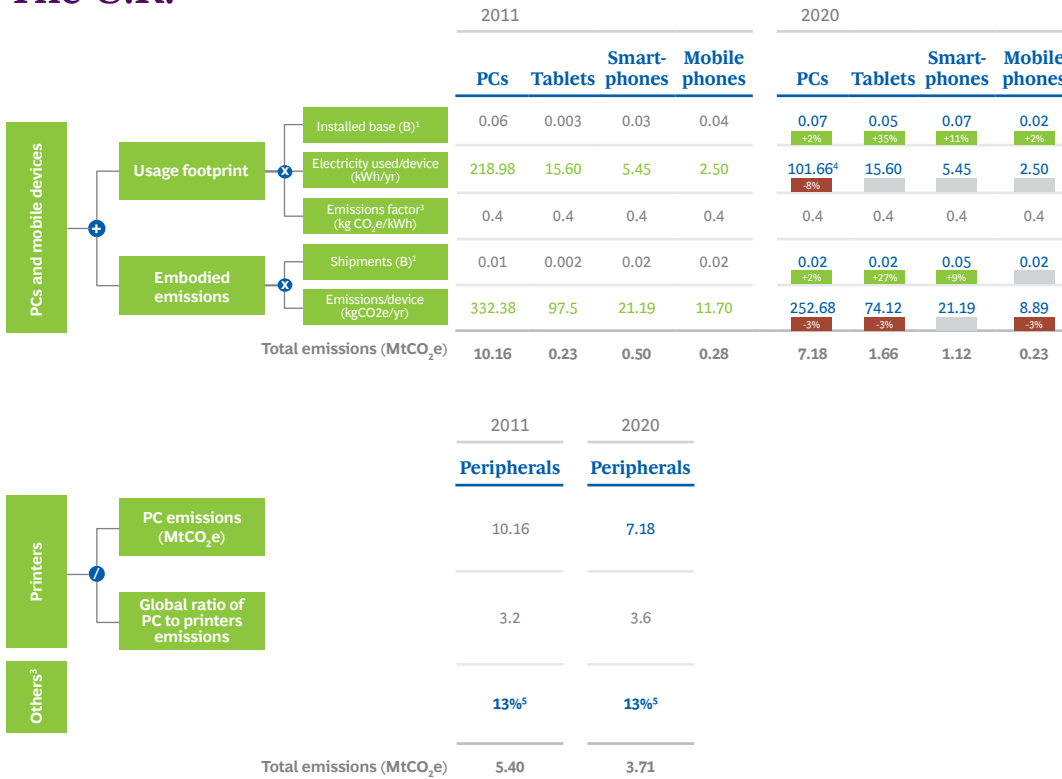 The U.K.
2011 2020
PCs Tablets Smart-phones Mobile phones PCs Tablets Smart-phones Mobile phones
PCs and mobile devices
+
Usage footprint
x
Installed base (B)¹ 0.06 0.003 0.03 0.04 0.07 0.05 0.07 0.02
+2% +35% +11% +2%
Electricity used/device (kWh/yr) 218.98 15.60 5.45 2.50 101.66⁴ 15.60 5.45 2.50
-8%
Emissions factor³ (kg CO₂e/kWh) 0.4 0.4 0.4 0.4 0.4 0.4 0.4 0.4
Embodied emissions
x
Shipments (B)¹ 0.01 0.002 0.02 0.02 0.02 0.02 0.05 0.02
+2% +27% +9%
Emissions/device (kgCO2e/yr) 332.38 97.5 21.19 11.70 252.68 74.12 21.19 8.89
-3% -3% -3%
Total emissions (MtCO₂e) 10.16 0.23 0.50 0.28 7.18 1.66 1.12 0.23
2011 2020
Peripherals Peripherals
Printers
/
PC emissions (MtCO₂e) 10.16 7.18
Global ratio of PC to printers emissions 3.2 3.6
Others³ 13%⁵ 13%⁵
Total emissions (MtCO₂e) 5.40 3.71